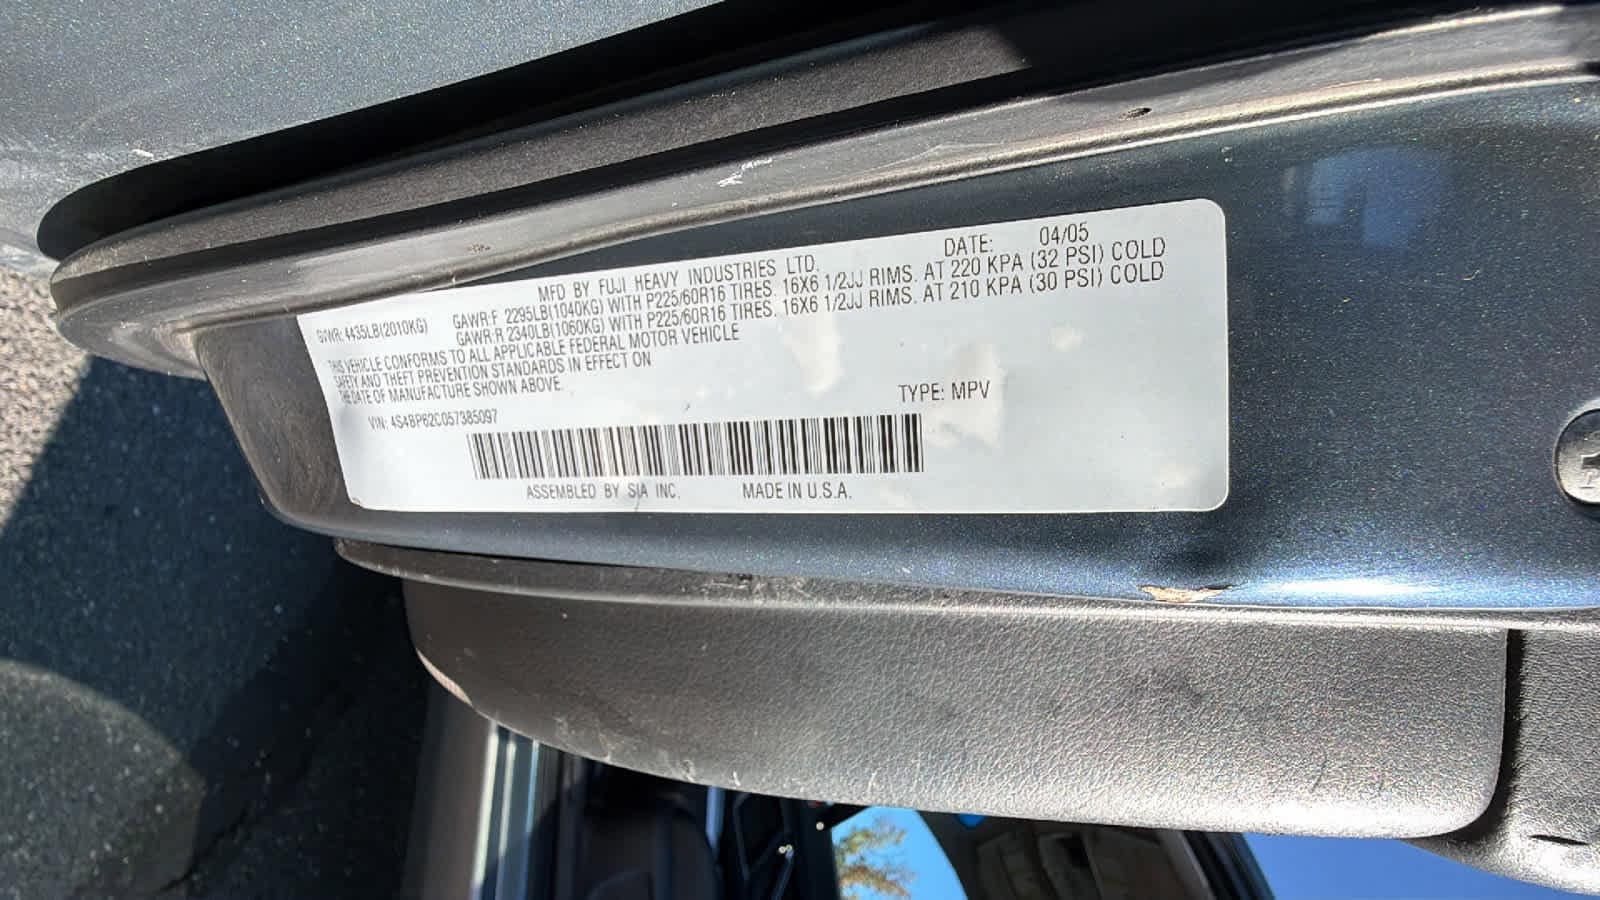 MFD BY FUJI HEAVY INDUSTRIES LTD. DATE: 04/05
GVWR: 4435LB(2010KG) GAWR:F 2295LB(1040KG) WITH P225/60R16 TIRES. 16X6 1/2JJ RIMS. AT 220 KPA (32 PSI) COLD
GAWR:R 2340LB(1060KG) WITH P225/60R16 TIRES. 16X6 1/2JJ RIMS. AT 210 KPA (30 PSI) COLD
THIS VEHICLE CONFORMS TO ALL APPLICABLE FEDERAL MOTOR VEHICLE
SAFETY AND THEFT PREVENTION STANDARDS IN EFFECT ON
THE DATE OF MANUFACTURE SHOWN ABOVE.
VIN: 4S4BP62C057385097 TYPE: MPV
ASSEMBLED BY SIA INC. MADE IN U.S.A.